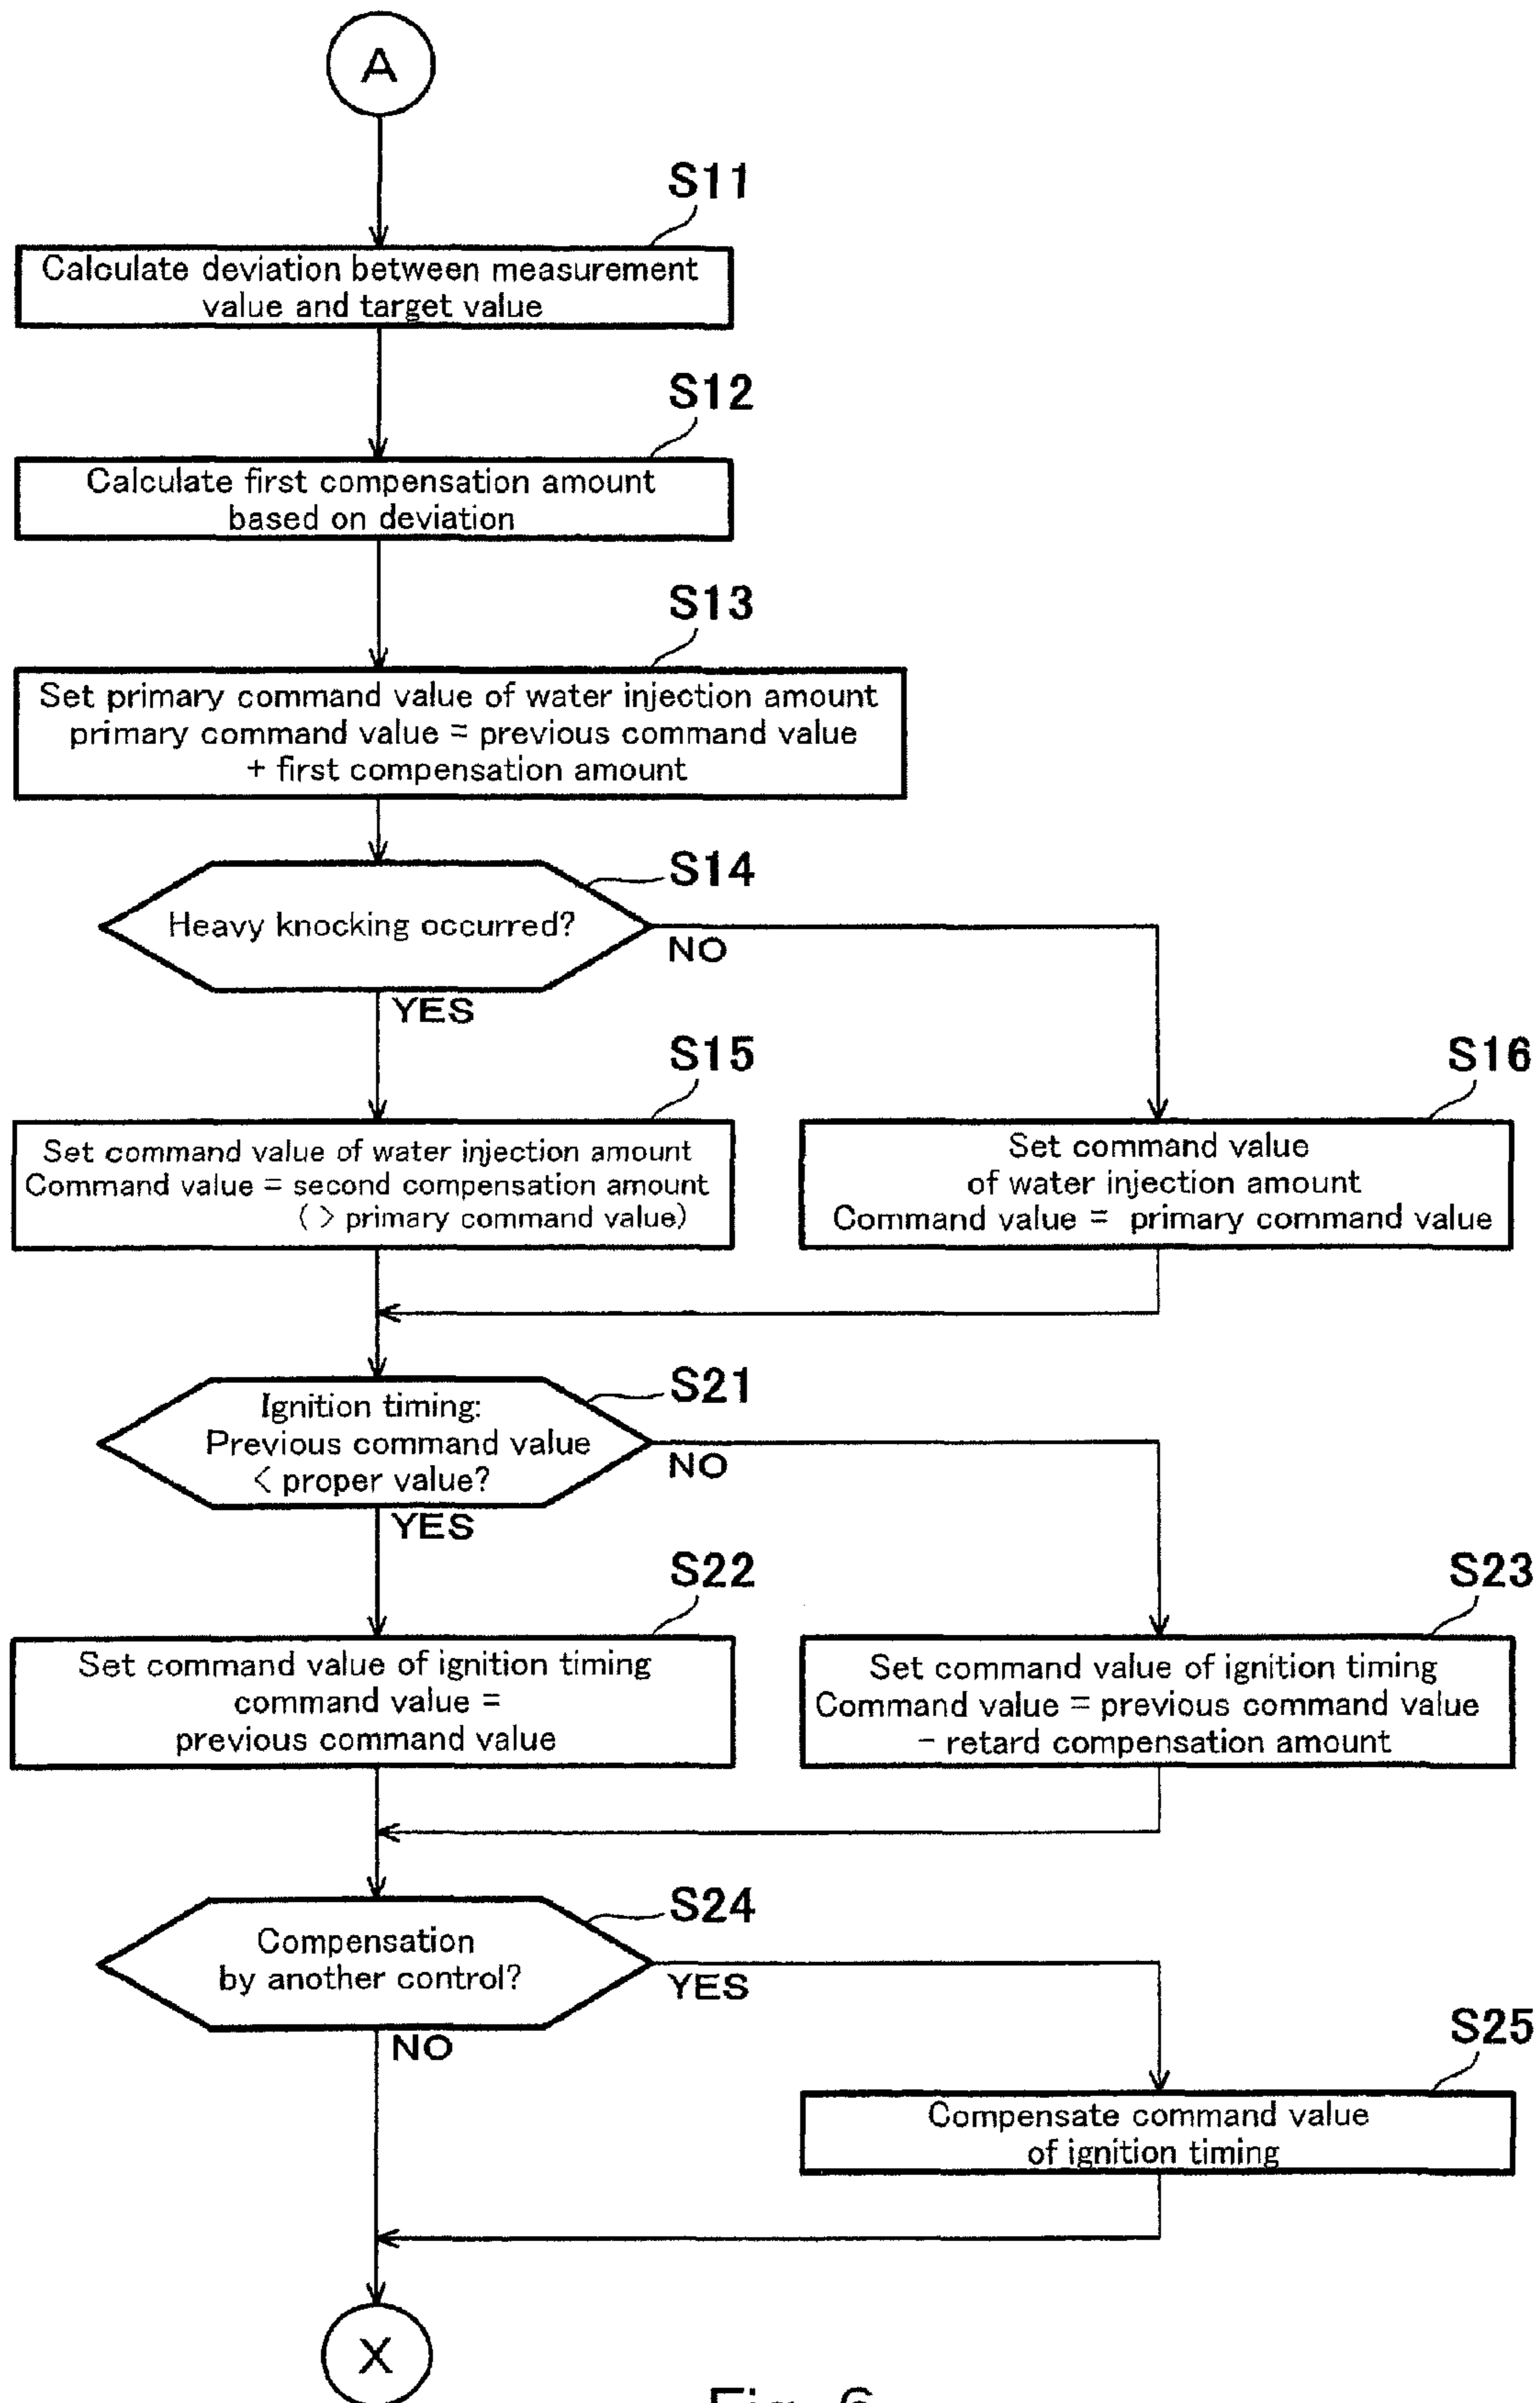 A
S11
Calculate deviation between measurement
value and target value
S12
Calculate first compensation amount
based on deviation
S13
Set primary command value of water injection amount
primary command value = previous command value
+ first compensation amount
S14
Heavy knocking occurred?
NO
YES
S15
Set command value of water injection amount
Command value = second compensation amount
( > primary command value)
S16
Set command value
of water injection amount
Command value = primary command value
S21
Ignition timing:
Previous command value
< proper value?
NO
YES
S22
Set command value of ignition timing
command value =
previous command value
S23
Set command value of ignition timing
Command value = previous command value
- retard compensation amount
S24
Compensation
by another control?
YES
NO
S25
Compensate command value
of ignition timing
X
Fig. 6